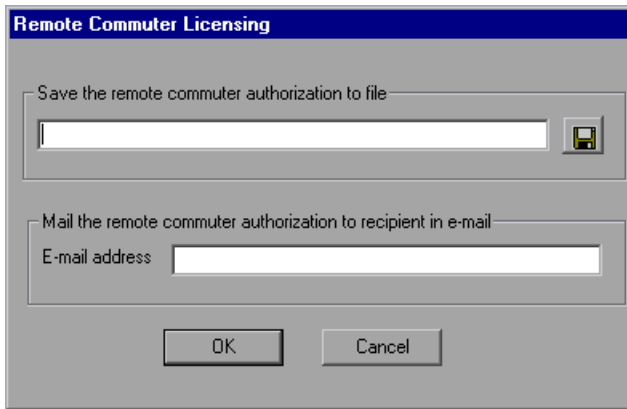 Remote Commuter Licensing
Save the remote commuter authorization to file
Mail the remote commuter authorization to recipient in e-mail
E-mail address
OK
Cancel